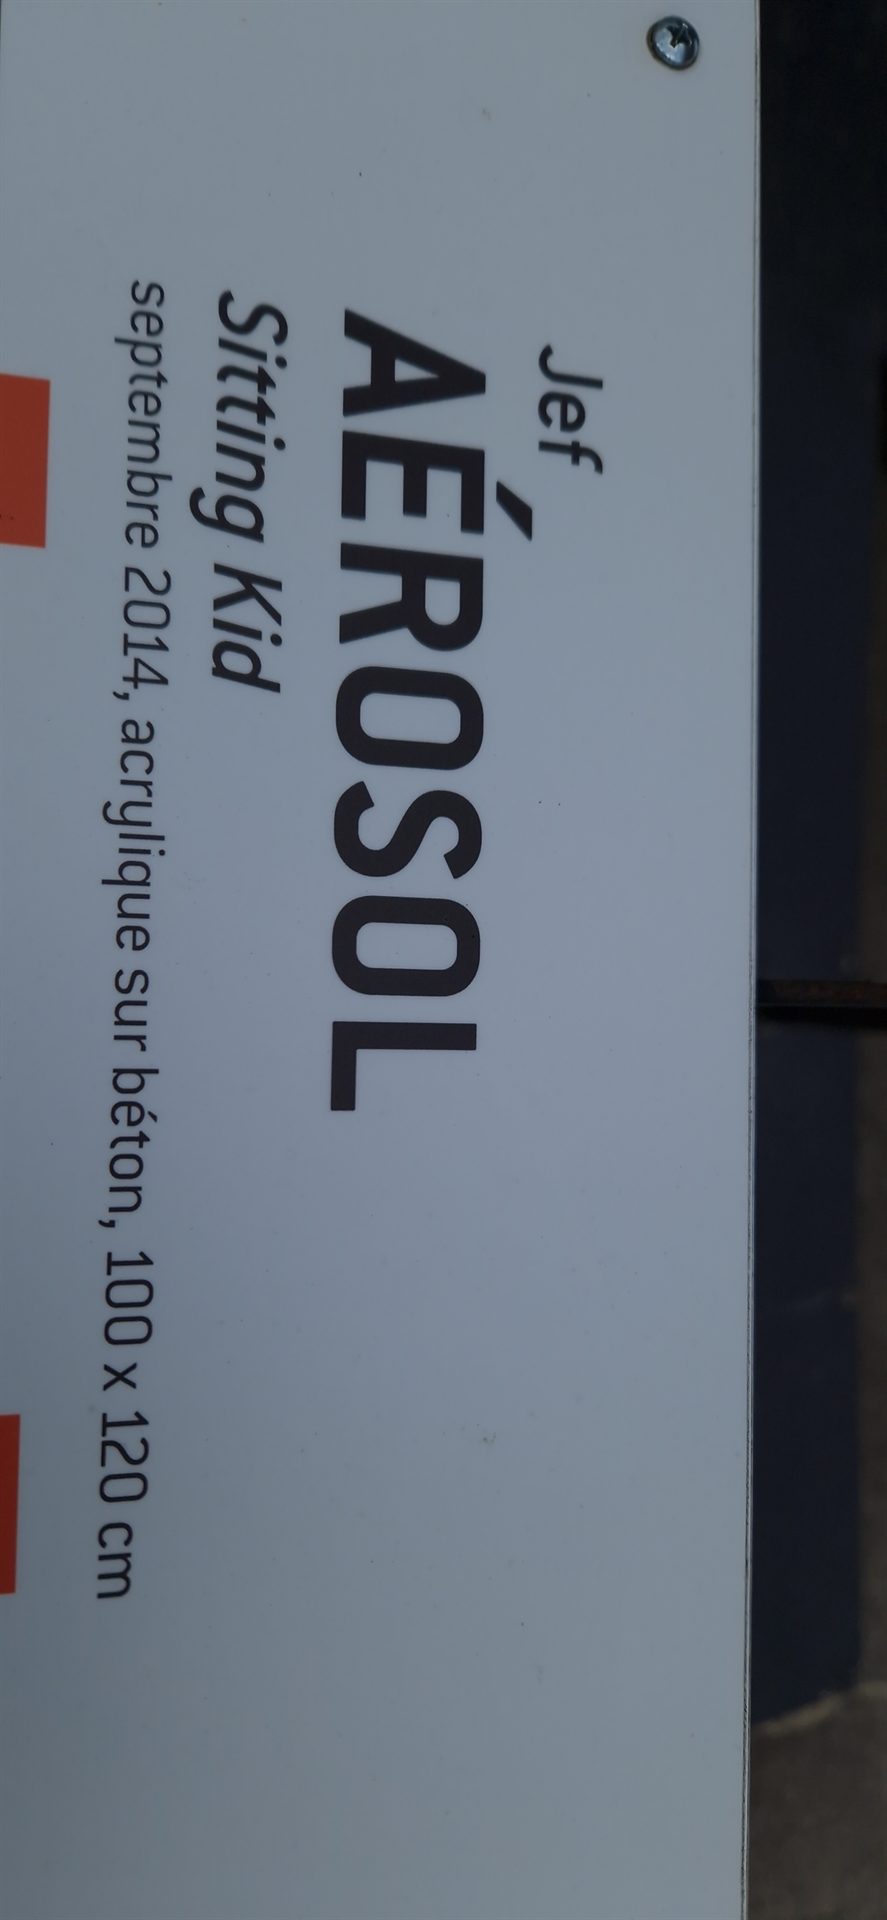 Jef
AÉROSOL
Sitting Kid
septembre 2014, acrylique sur béton, 100 x 120 cm